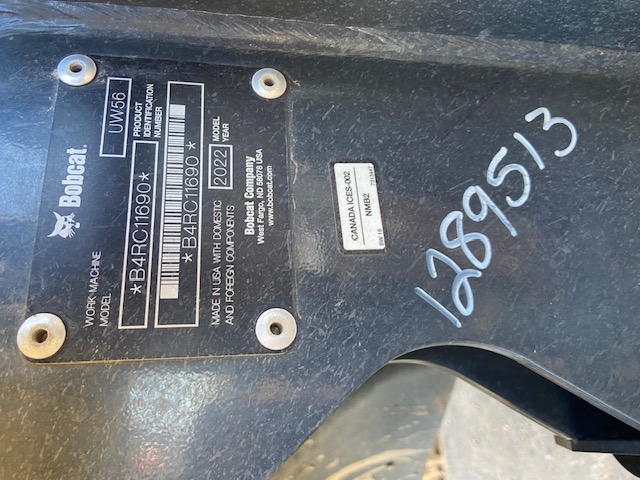 Bobcat.
WORK-MACHINE
MODEL
UW56
PRODUCT
IDENTIFICATION
NUMBER
*B4RC11690*
*B4RC11690*
MADE IN USA WITH DOMESTIC
AND FOREIGN COMPONENTS
2022
MODEL
YEAR
Bobcat Company
West Fargo, ND 58078 USA
www.bobcat.com
CANADA ICES-002
NMB2
1289513